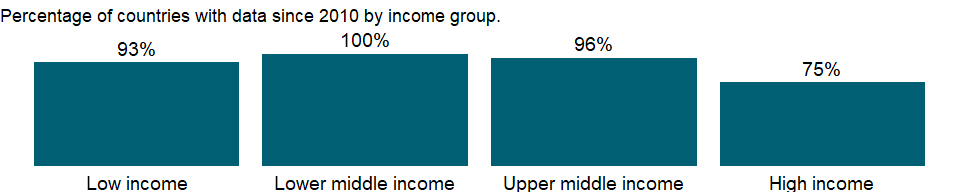 Percentage of countries with data since 2010 by income group.
93% 100% 96% 75%
Low income Lower middle income Upper middle income High income